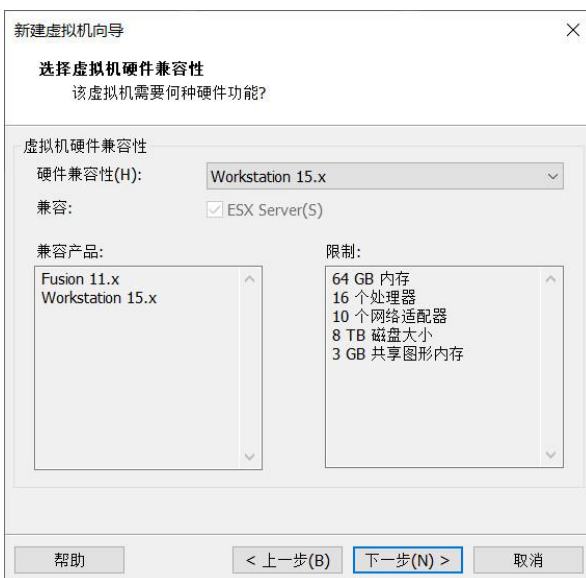 新建虚拟机向导
选择虚拟机硬件兼容性
该虚拟机需要何种硬件功能?
虚拟机硬件兼容性
硬件兼容性(H):
Workstation 15.x
兼容:
ESX Server(S)
兼容产品:
Fusion 11.x
Workstation 15.x
限制:
64 GB 内存
16 个处理器
10 个网络适配器
8 TB 磁盘大小
3 GB 共享图形内存
帮助
< 上一步(B)
下一步(N) >
取消